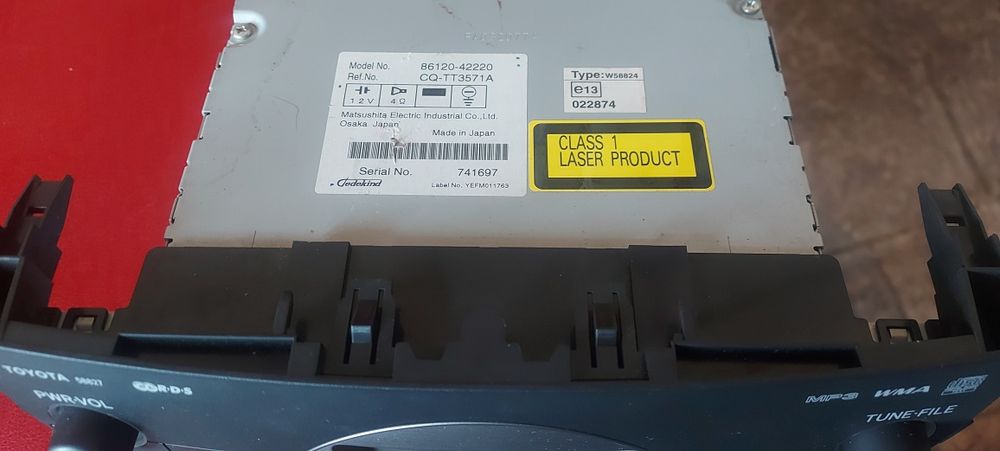 Model No. 86120-42220
Ref.No. CQ-TT3571A
12V 4Ω
Matsushita Electric Industrial Co.,Ltd.
Osaka Japan
Made in Japan
Serial No. 741697
Gedekind Label No. YEFM011763
Type:W58824
e13
022874
CLASS 1
LASER PRODUCT
TOYOTA 58827 R·D·S
PWR·VOL
MP3 WMA
TUNE·FILE